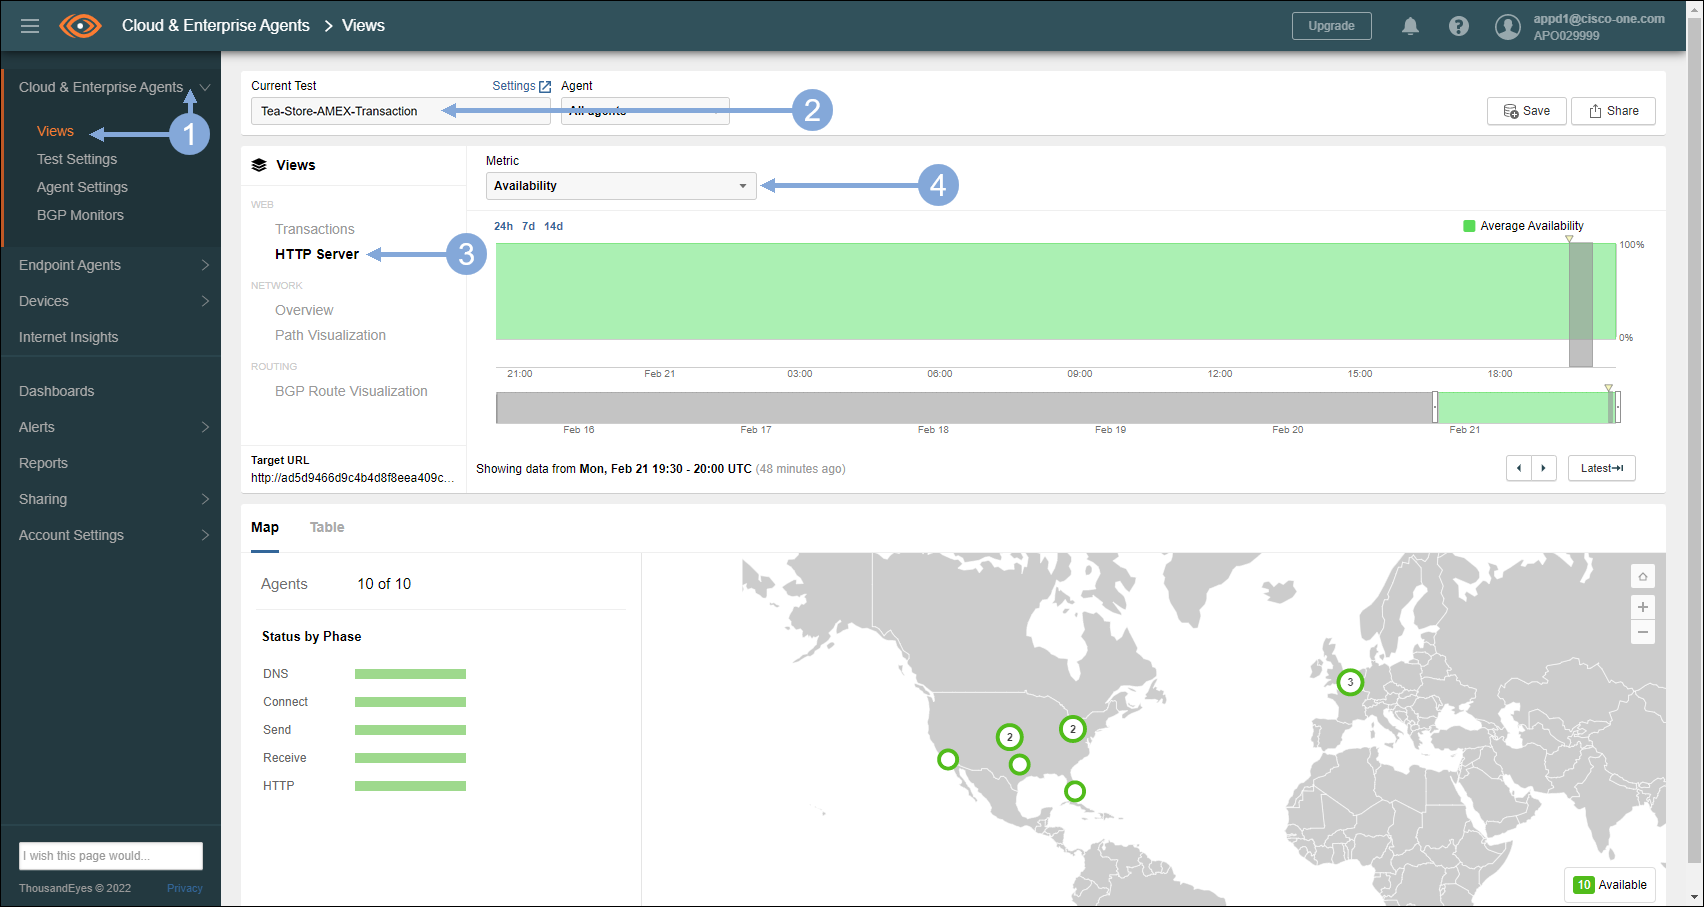 Cloud & Enterprise Agents > Views
Upgrade
appd1@cisco-one.com
APO029999
Cloud & Enterprise Agents
Views
Test Settings
Agent Settings
BGP Monitors
1
Endpoint Agents
Devices
Internet Insights
Dashboards
Alerts
Reports
Sharing
Account Settings
I wish this page would...
ThousandEyes © 2022 Privacy
Current Test Settings Agent
Tea-Store-AMEX-Transaction All agents
2
Save Share
Views
WEB
Transactions
HTTP Server
3
NETWORK
Overview
Path Visualization
ROUTING
BGP Route Visualization
Target URL
http://ad5d9466d9c4b4d8f8eea409c...
Metric
Availability
4
24h 7d 14d
Average Availability
100%
0%
21:00 Feb 21 03:00 06:00 09:00 12:00 15:00 18:00
Feb 16 Feb 17 Feb 18 Feb 19 Feb 20 Feb 21
Showing data from Mon, Feb 21 19:30 - 20:00 UTC (48 minutes ago)
Latest
Map Table
Agents 10 of 10
Status by Phase
DNS
Connect
Send
Receive
HTTP
3
2
2
+
−
10 Available